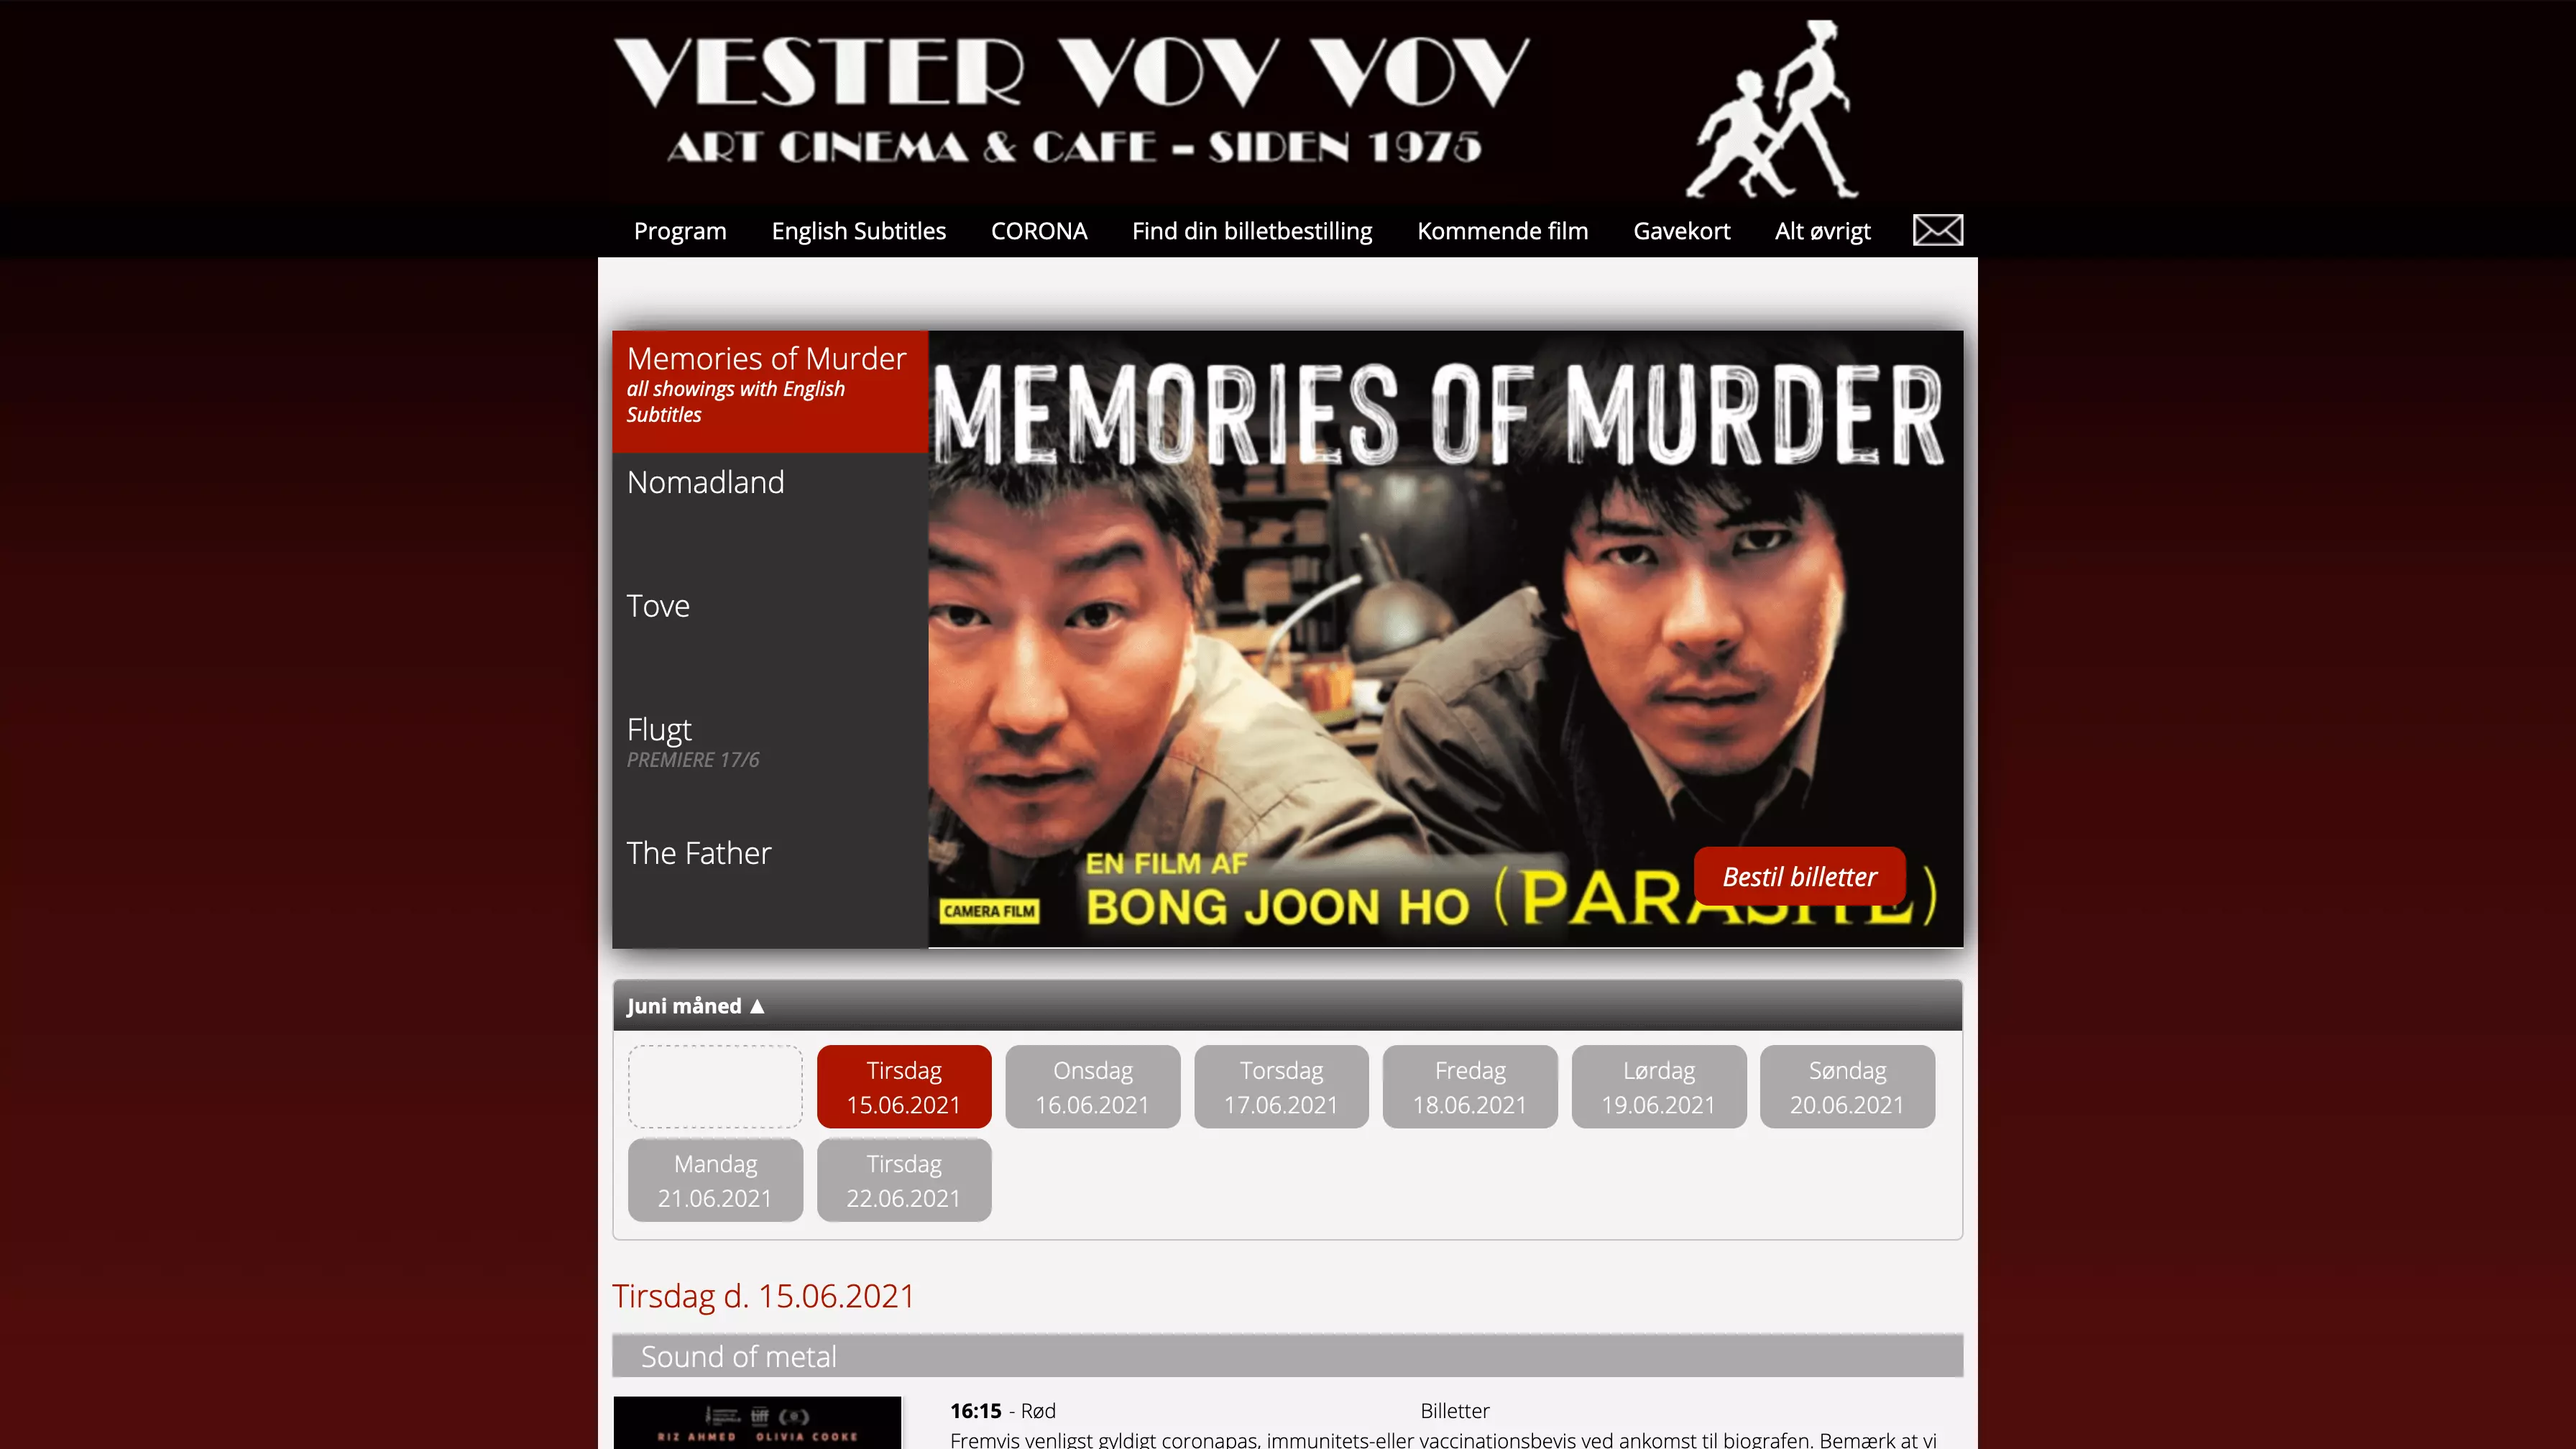 VESTER VOV VOV
ART CINEMA & CAFE - SIDEN 1975
Program English Subtitles CORONA Find din billetbestilling Kommende film Gavekort Alt øvrigt
Memories of Murder
all showings with English
Subtitles
Nomadland
Tove
Flugt
PREMIERE 17/6
The Father
MEMORIES OF MURDER
EN FILM AF
BONG JOON HO (PARASITE)
CAMERA FILM
Bestil billetter
Juni måned ▲
Tirsdag
15.06.2021
Onsdag
16.06.2021
Torsdag
17.06.2021
Fredag
18.06.2021
Lørdag
19.06.2021
Søndag
20.06.2021
Mandag
21.06.2021
Tirsdag
22.06.2021
Tirsdag d. 15.06.2021
Sound of metal
tiff
RIZ AHMED OLIVIA COOKE
16:15 - Rød Billetter
Fremvis venligst gyldigt coronapas, immunitets-eller vaccinationsbevis ved ankomst til biografen. Bemærk at vi